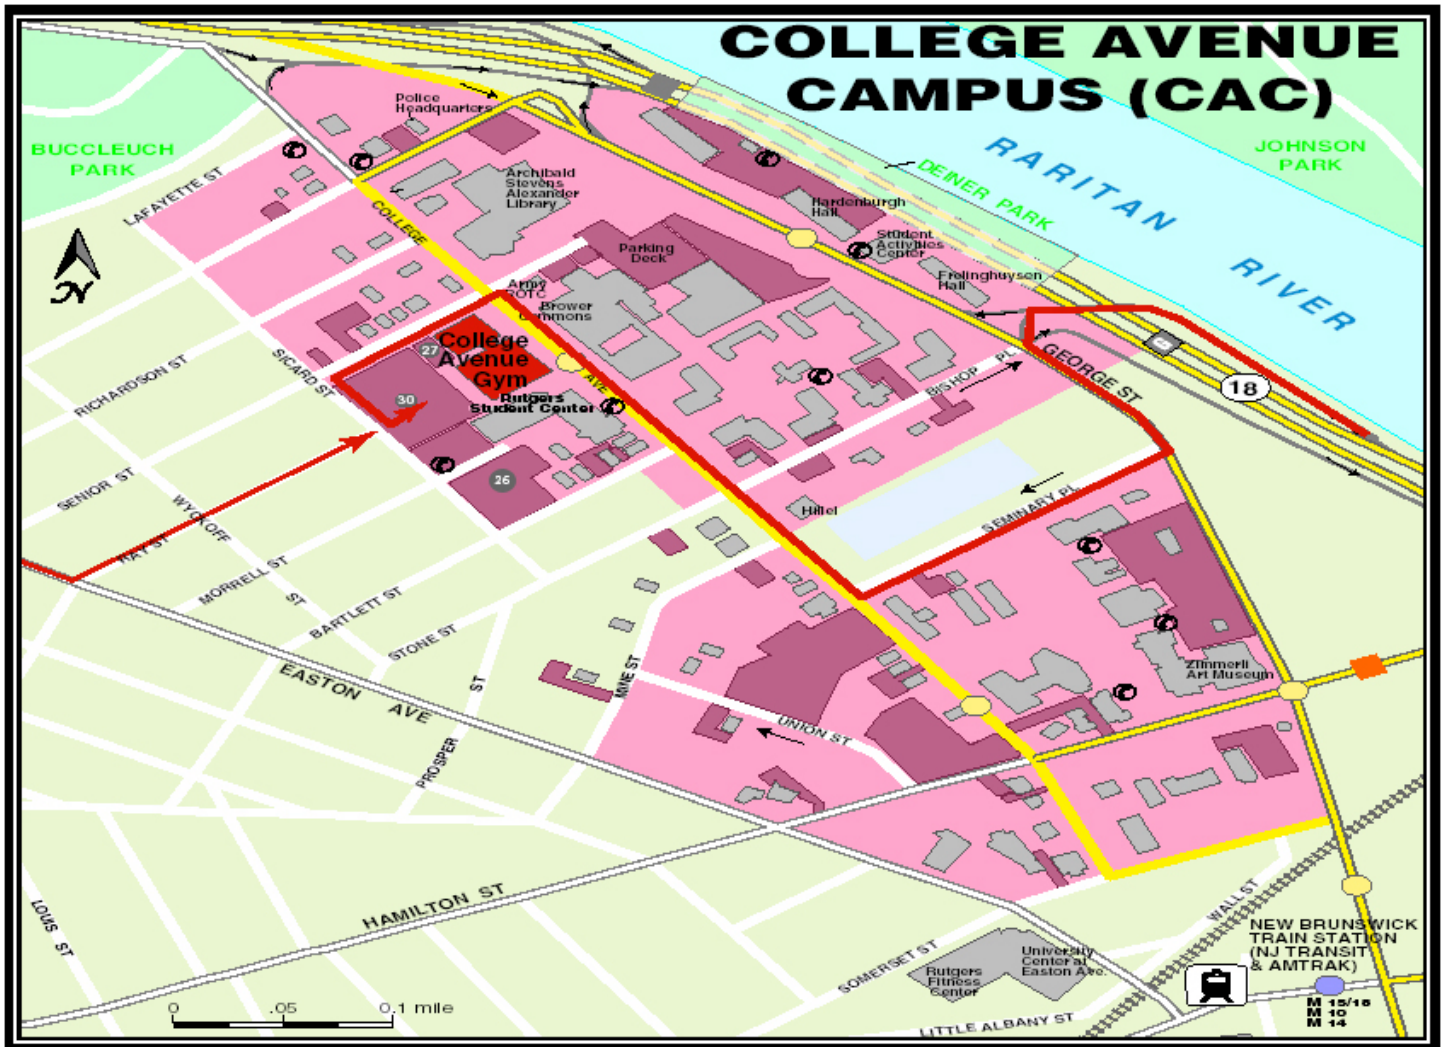 COLLEGE AVENUE
CAMPUS (CAC)
Police
Headquarters
BUCCLEUCH
PARK
JOHNSON
PARK
RARITAN RIVER
DEINER PARK
LAFAYETTE ST
Archibald
Stevens
Alexander
Library
Hardenburgh
Hall
Student
Activities
Center
COLLEGE AVE
Parking
Deck
Frelinghuysen
Hall
N
Army
ROTC
Brower
Commons
College
Avenue
Gym
27
30
26
Rutgers
Student Center
SICARD ST
RICHARDSON ST
BISHOP PL
GEORGE ST
18
SENIOR ST
WYCKOFF ST
Hillel
SEMINARY PL
RAY ST
MORRELL ST
BARTLETT ST
STONE ST
EASTON AVE
PROSPER ST
MINE ST
UNION ST
Zimmerli
Art Museum
HAMILTON ST
LOUIS ST
SOMERSET ST
WALL ST
University
Center at
Easton Ave.
Rutgers
Fitness
Center
NEW BRUNSWICK
TRAIN STATION
(NJ TRANSIT
& AMTRAK)
M 15/18
M 10
M 14
LITTLE ALBANY ST
0 .05 0.1 mile